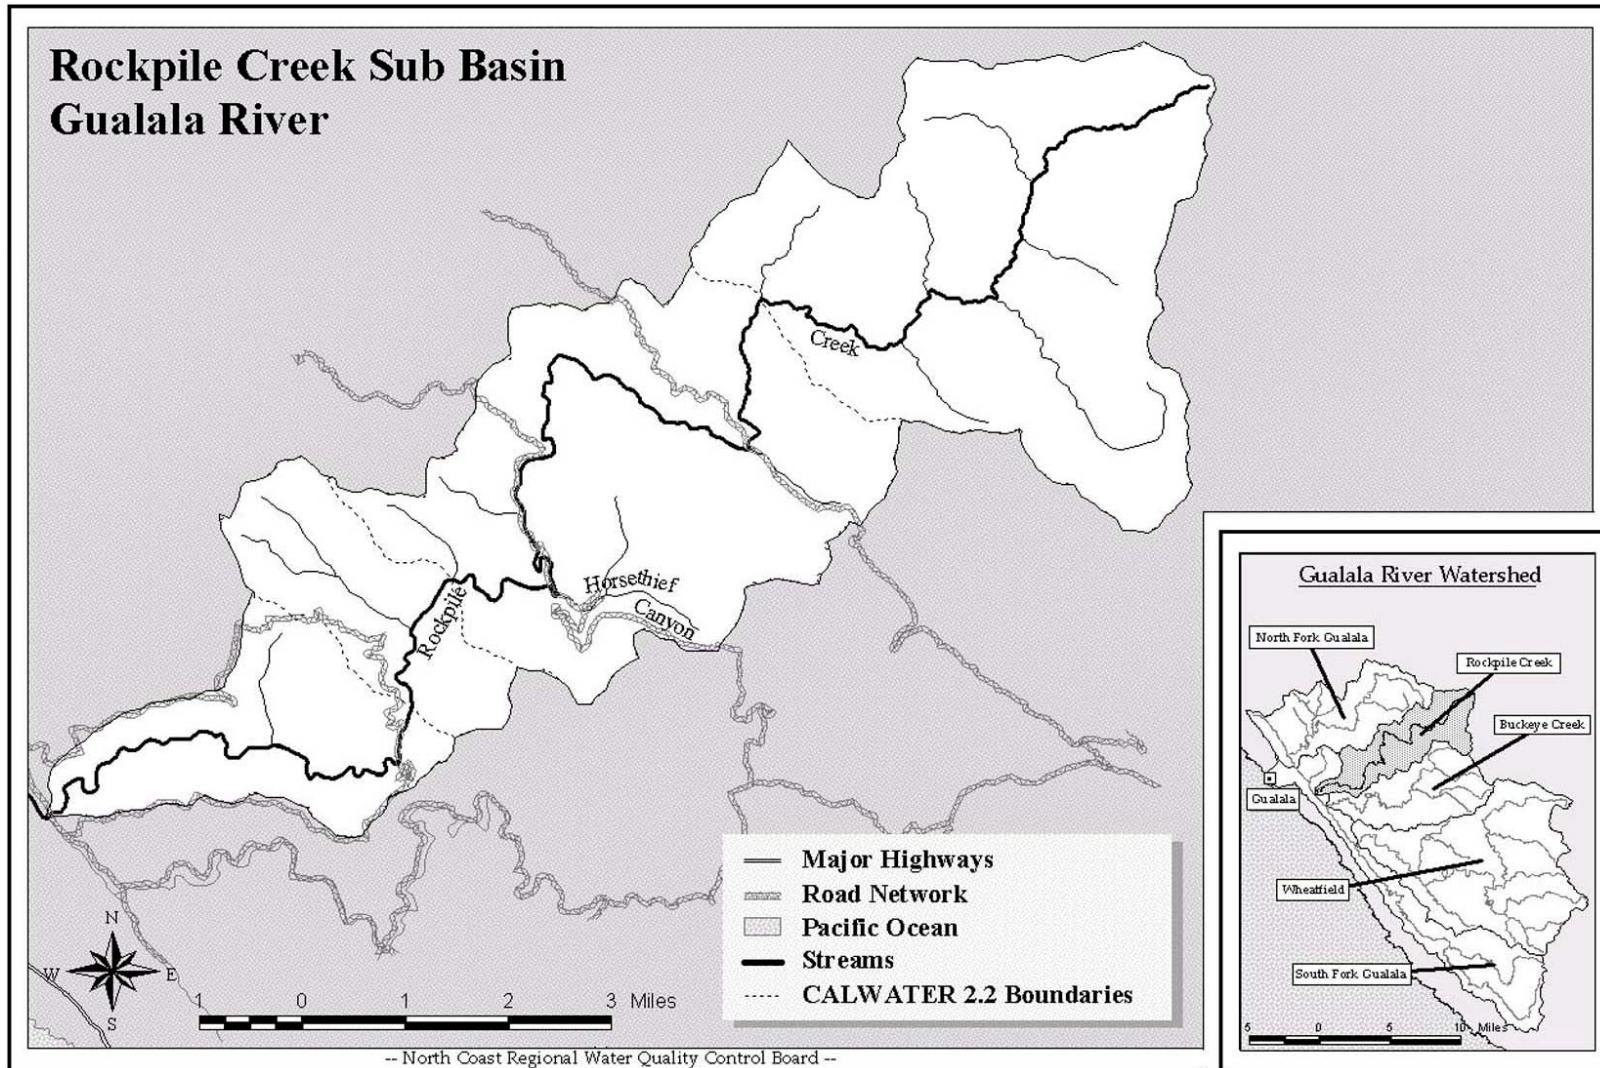 Rockpile Creek Sub Basin
Gualala River
Creek
Horsethief
Canyon
Rockpile
Major Highways
Road Network
Pacific Ocean
Streams
CALWATER 2.2 Boundaries
N
W E
S
1 0 1 2 3 Miles
-- North Coast Regional Water Quality Control Board --
Gualala River Watershed
North Fork Gualala
Rockpile Creek
Buckeye Creek
Gualala
Wheatfield
South Fork Gualala
5 0 5 10 Miles